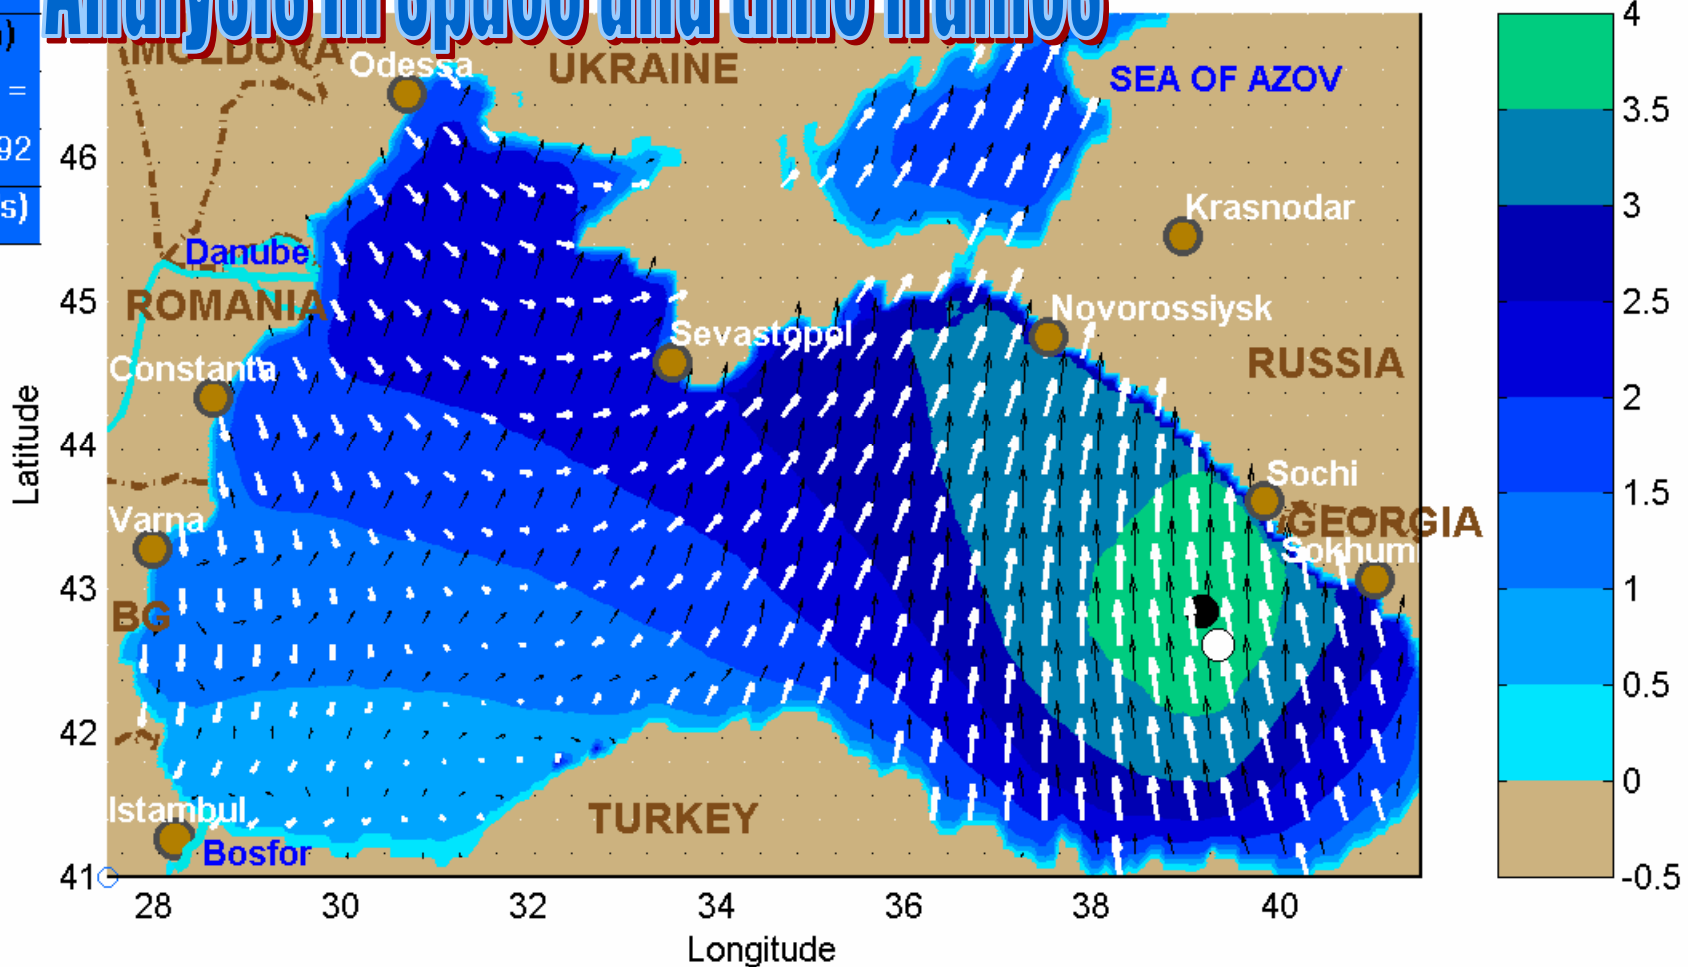 Analysis in space and time frames
)
=
92
s)
MOLDOVA
Odessa
UKRAINE
SEA OF AZOV
Krasnodar
Danube
ROMANIA
Novorossiysk
Sevastopol
RUSSIA
Constanta
Sochi
GEORGIA
Varna
Sokhumi
BG
TURKEY
Istambul
Bosfor
Latitude
46
45
44
43
42
41
28 30 32 34 36 38 40
Longitude
4
3.5
3
2.5
2
1.5
1
0.5
0
-0.5